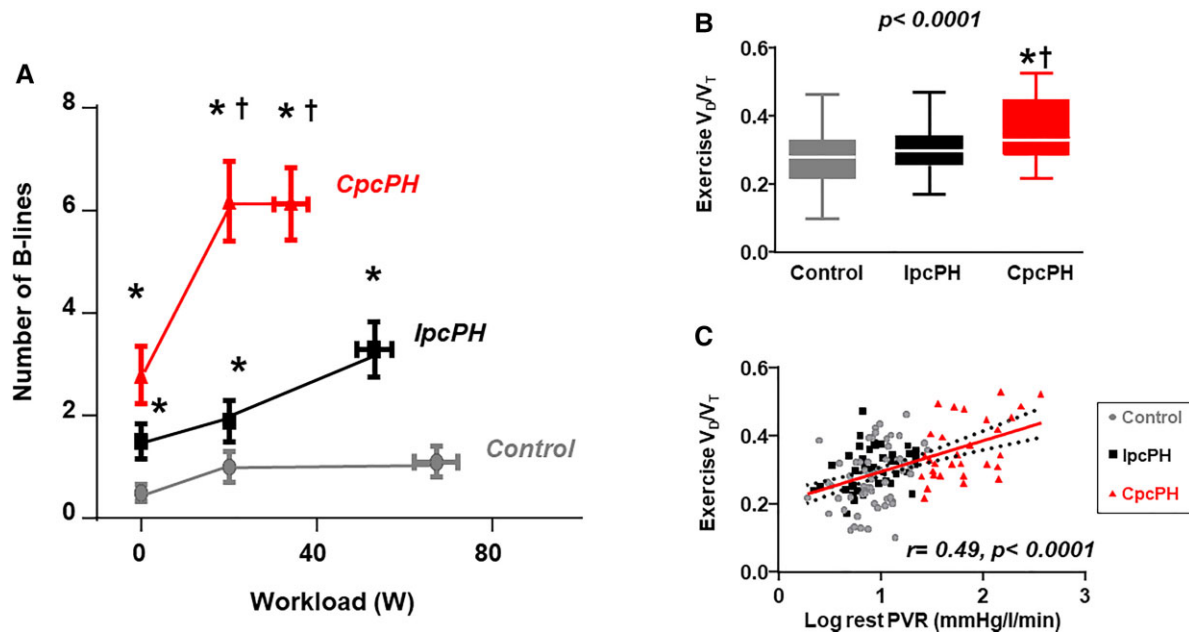 A
Number of B-lines
8
6
4
2
0
* †
* †
*
*
*
*
CpcPH
IpcPH
Control
0
40
80
Workload (W)
B
p< 0.0001
Exercise VD/VT
0.6
0.4
0.2
0.0
*†
Control
IpcPH
CpcPH
C
Exercise VD/VT
0.6
0.4
0.2
0.0
r= 0.49, p< 0.0001
0
1
2
3
Log rest PVR (mmHg/l/min)
Control
IpcPH
CpcPH